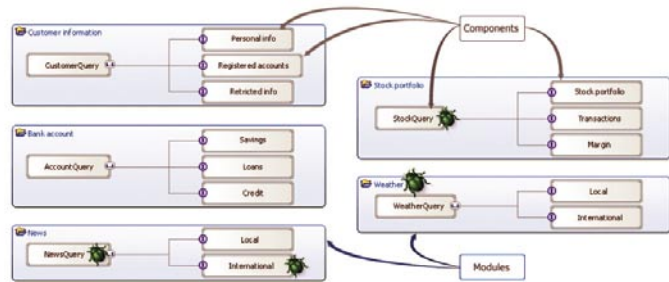 Customer information
Personal info
CustomerQuery
Registered accounts
Retricted info
Components
Stock portfolio
Stock portfolio
StockQuery
Transactions
Margin
Bank account
Savings
AccountQuery
Loans
Credit
Weather
Local
WeatherQuery
International
News
Local
NewsQuery
International
Modules